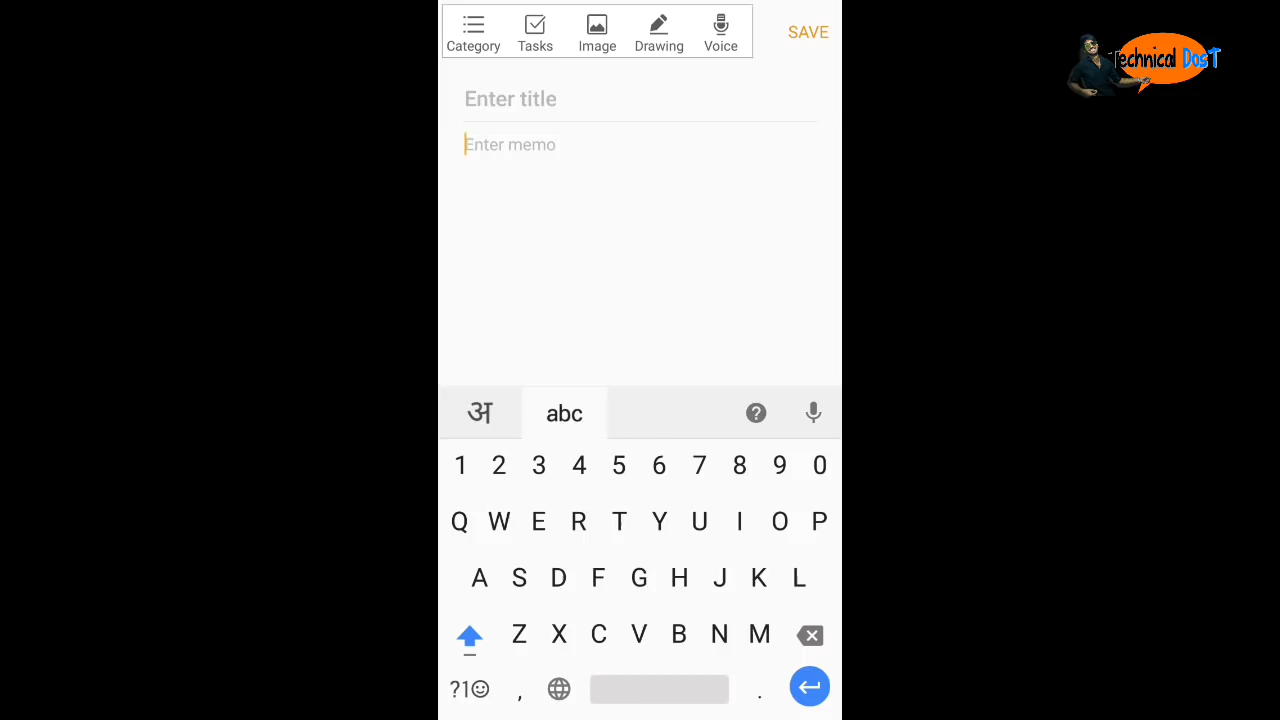 Category Tasks Image Drawing Voice SAVE
Technical DosT
Enter title
Enter memo
अ abc
1 2 3 4 5 6 7 8 9 0
Q W E R T Y U I O P
A S D F G H J K L
Z X C V B N M
?1☺ , .